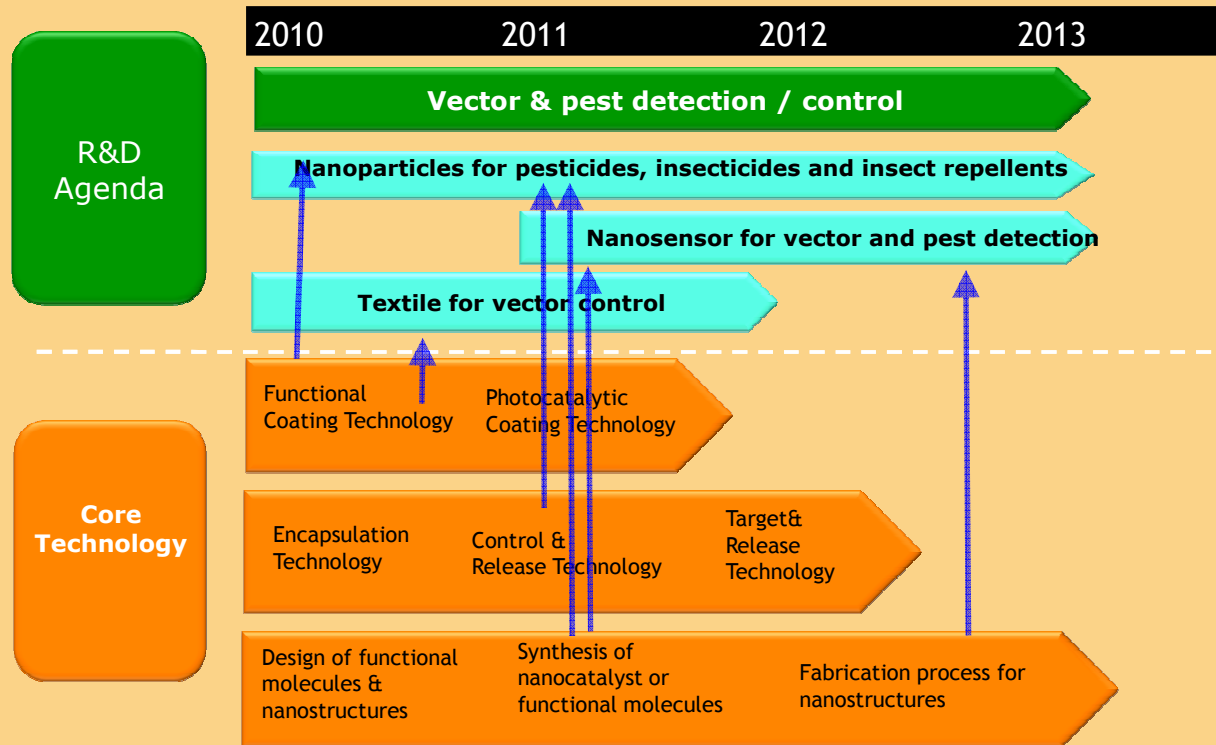 2010 2011 2012 2013
R&D
Agenda
Vector & pest detection / control
Nanoparticles for pesticides, insecticides and insect repellents
Nanosensor for vector and pest detection
Textile for vector control
Core
Technology
Functional
Coating Technology
Photocatalytic
Coating Technology
Encapsulation
Technology
Control &
Release Technology
Target&
Release
Technology
Design of functional
molecules &
nanostructures
Synthesis of
nanocatalyst or
functional molecules
Fabrication process for
nanostructures